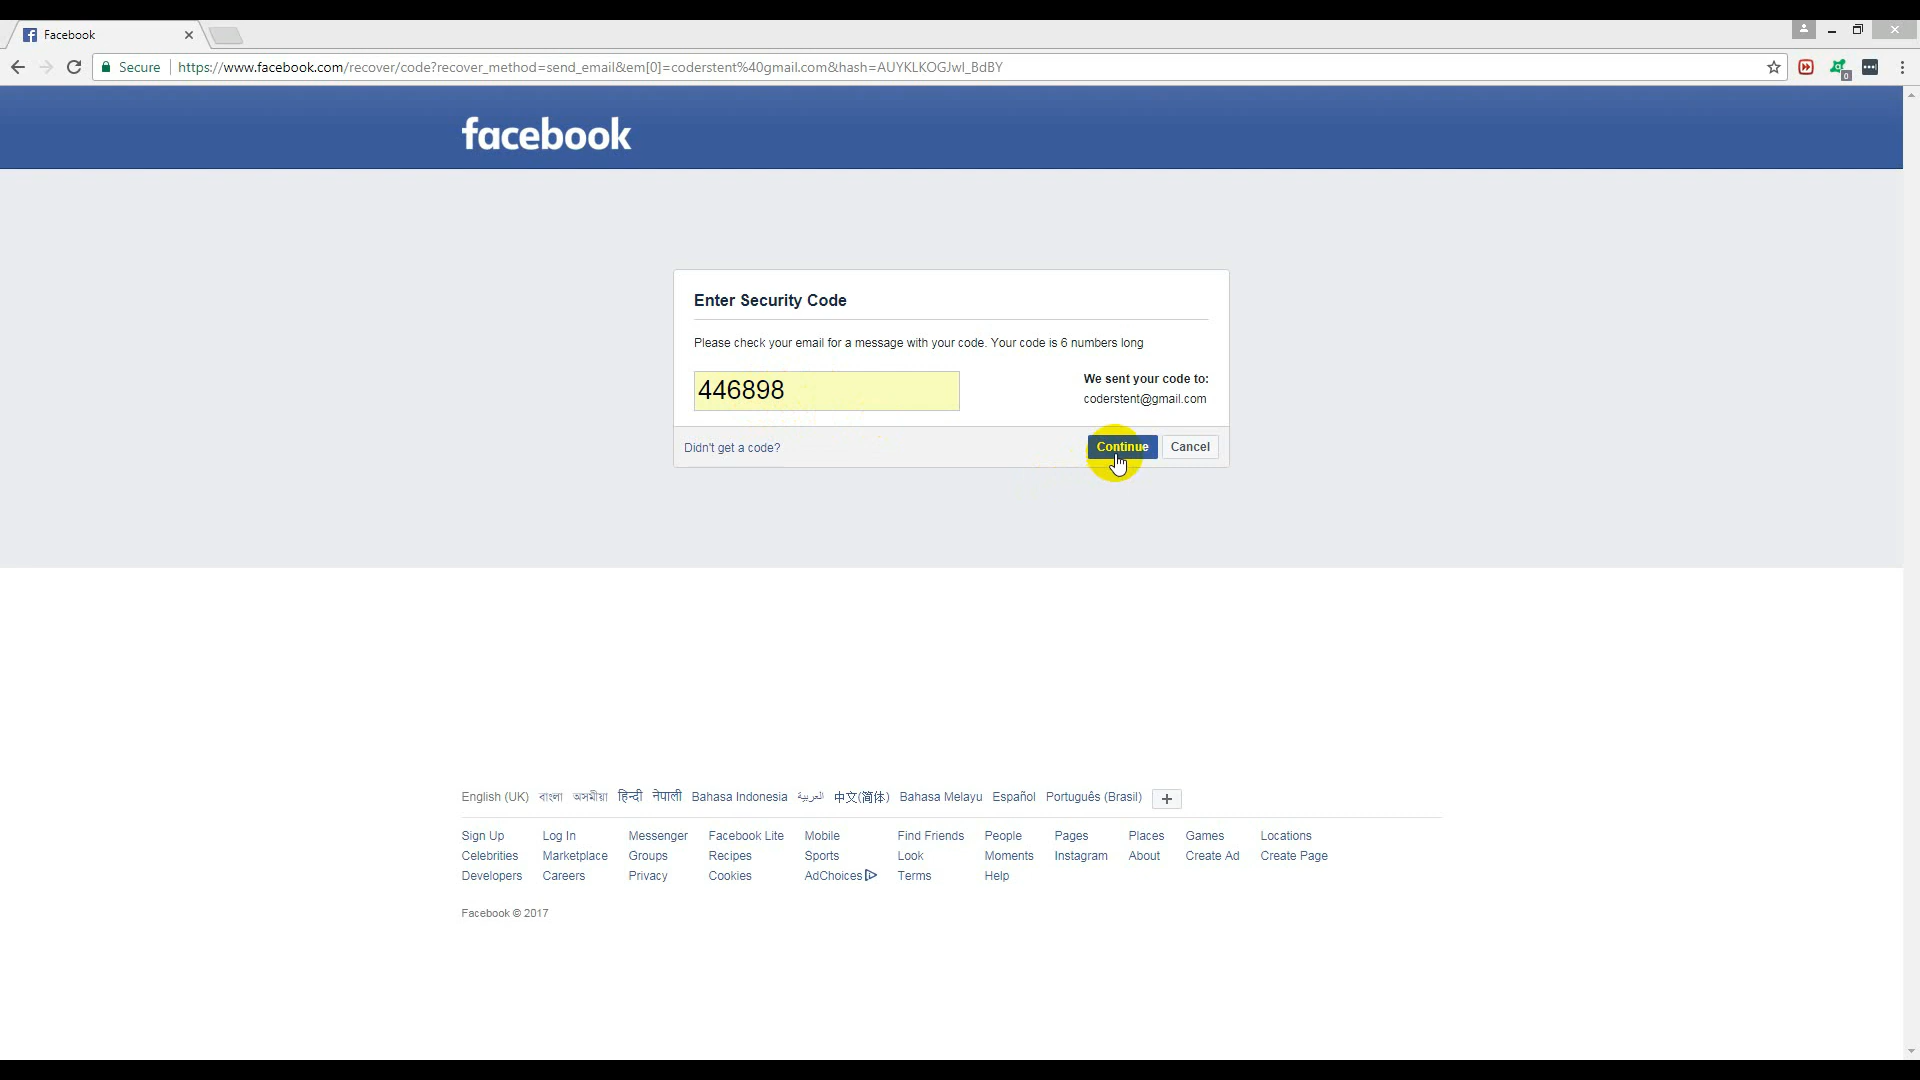 Facebook
Secure https://www.facebook.com/recover/code?recover_method=send_email&em[0]=coderstent%40gmail.com&hash=AUYKLKOGJwI_BdBY
0
facebook
Enter Security Code
Please check your email for a message with your code. Your code is 6 numbers long
446898
We sent your code to:
coderstent@gmail.com
Didn't get a code?
Continue
Cancel
English (UK) বাংলা অসমীয়া हिन्दी नेपाली Bahasa Indonesia العربية 中文(简体) Bahasa Melayu Español Português (Brasil)
Sign Up Log In Messenger Facebook Lite Mobile Find Friends People Pages Places Games Locations
Celebrities Marketplace Groups Recipes Sports Look Moments Instagram About Create Ad Create Page
Developers Careers Privacy Cookies AdChoices Terms Help
Facebook © 2017